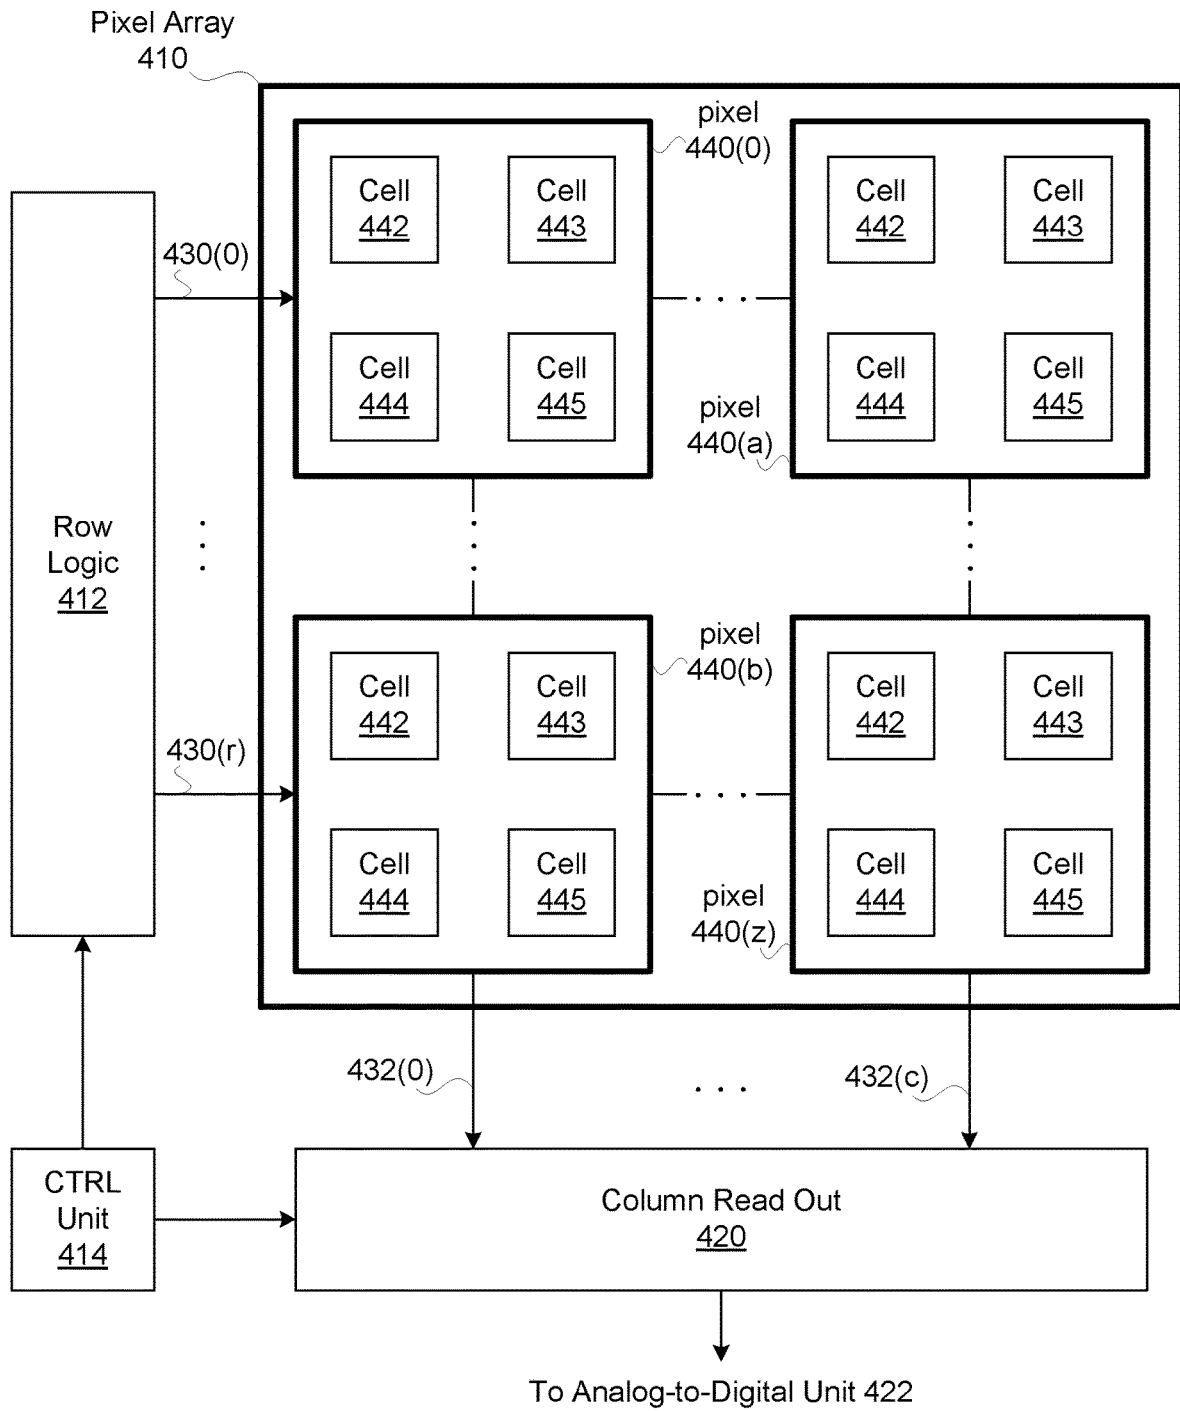 Pixel Array
410
pixel
440(0)
Cell
442
Cell
443
Cell
442
Cell
443
430(0)
Cell
444
Cell
445
pixel
440(a)
Cell
444
Cell
445
Row
Logic
412
pixel
440(b)
Cell
442
Cell
443
Cell
442
Cell
443
430(r)
Cell
444
Cell
445
pixel
440(z)
Cell
444
Cell
445
432(0)
432(c)
CTRL
Unit
414
Column Read Out
420
To Analog-to-Digital Unit 422